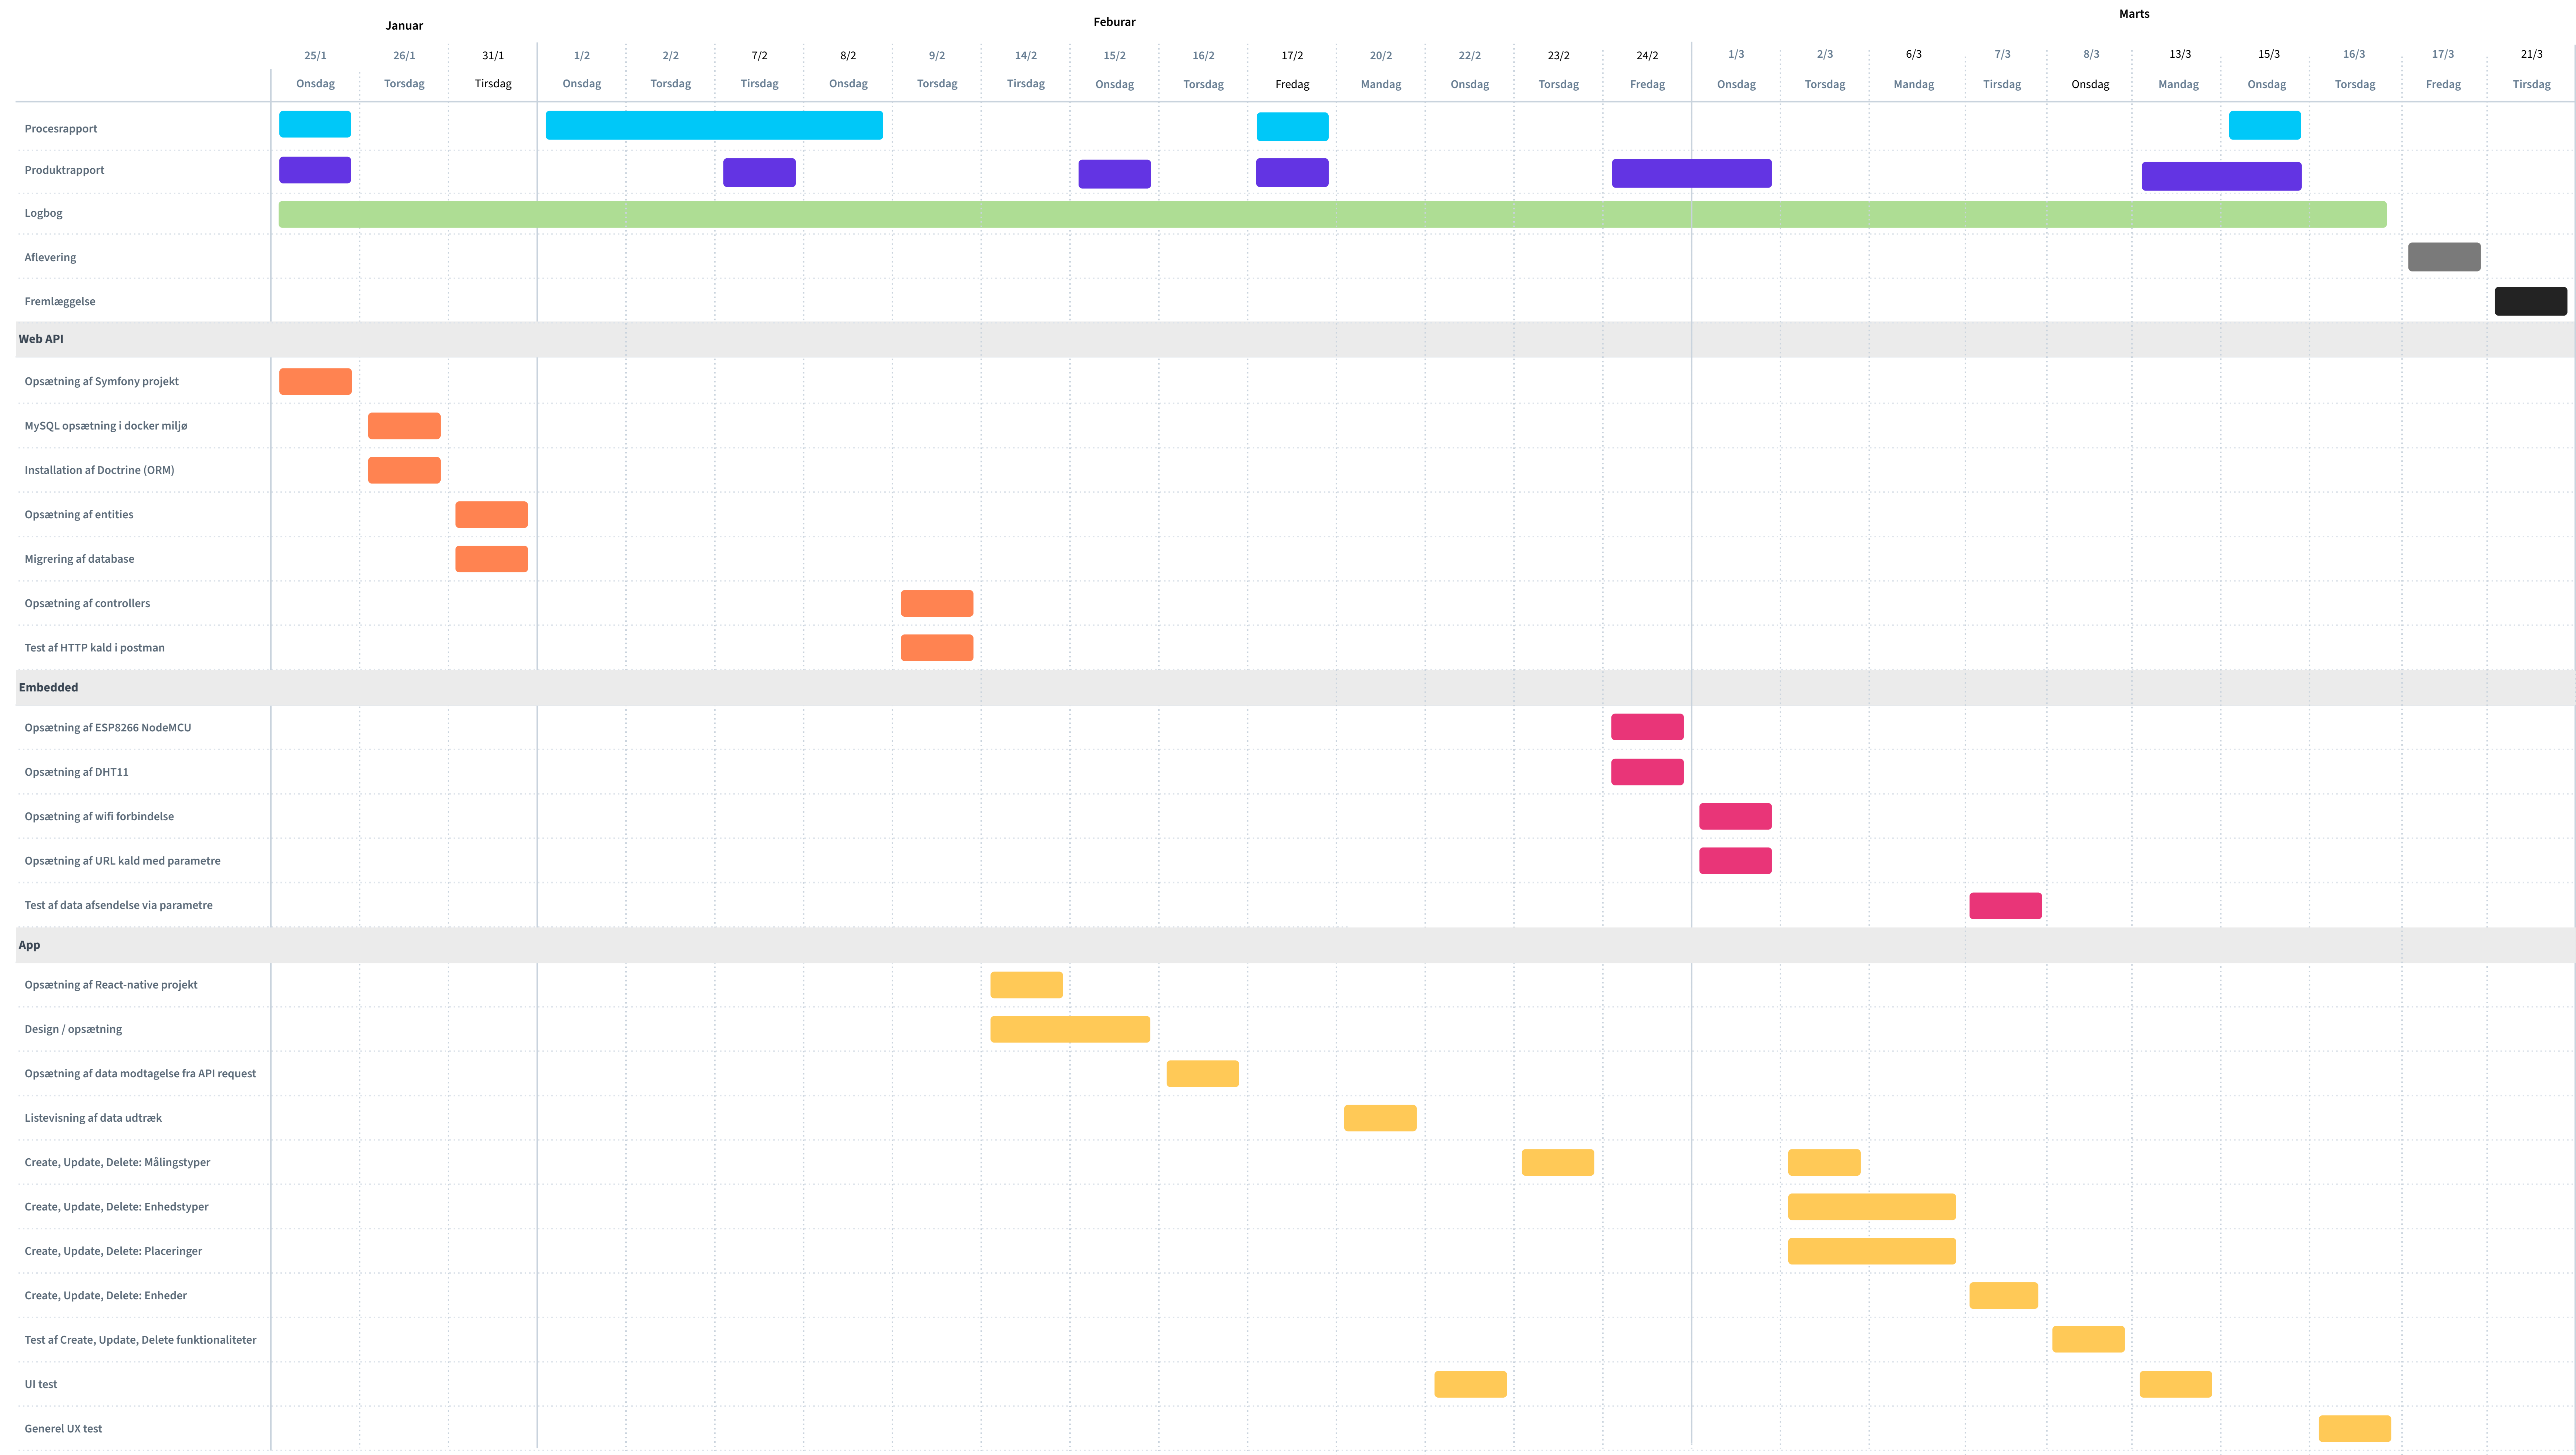 Januar
Feburar
Marts
25/1 26/1 31/1 1/2 2/2 7/2 8/2 9/2 14/2 15/2 16/2 17/2 20/2 22/2 23/2 24/2 1/3 2/3 6/3 7/3 8/3 13/3 15/3 16/3 17/3 21/3
Onsdag Torsdag Tirsdag Onsdag Torsdag Tirsdag Onsdag Torsdag Tirsdag Onsdag Torsdag Fredag Mandag Onsdag Torsdag Fredag Onsdag Torsdag Mandag Tirsdag Onsdag Mandag Onsdag Torsdag Fredag Tirsdag
Procesrapport
Produktrapport
Logbog
Aflevering
Fremlæggelse
Web API
Opsætning af Symfony projekt
MySQL opsætning i docker miljø
Installation af Doctrine (ORM)
Opsætning af entities
Migrering af database
Opsætning af controllers
Test af HTTP kald i postman
Embedded
Opsætning af ESP8266 NodeMCU
Opsætning af DHT11
Opsætning af wifi forbindelse
Opsætning af URL kald med parametre
Test af data afsendelse via parametre
App
Opsætning af React-native projekt
Design / opsætning
Opsætning af data modtagelse fra API request
Listevisning af data udtræk
Create, Update, Delete: Målingstyper
Create, Update, Delete: Enhedstyper
Create, Update, Delete: Placeringer
Create, Update, Delete: Enheder
Test af Create, Update, Delete funktionaliteter
UI test
Generel UX test